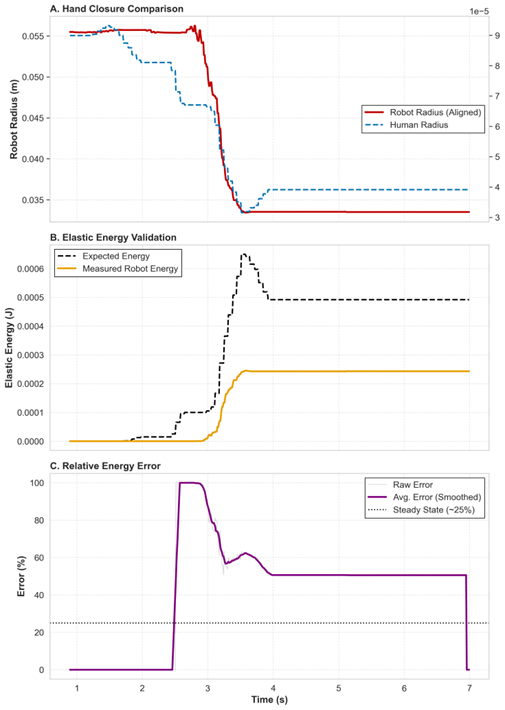 A. Hand Closure Comparison
1e−5
0.055
0.050
0.045
0.040
0.035
Robot Radius (m)
9
8
7
6
5
4
3
Robot Radius (Aligned)
Human Radius
B. Elastic Energy Validation
Expected Energy
Measured Robot Energy
0.0006
0.0005
0.0004
0.0003
0.0002
0.0001
0.0000
Elastic Energy (J)
C. Relative Energy Error
Raw Error
Avg. Error (Smoothed)
Steady State (~25%)
100
80
60
40
20
0
Error (%)
1 2 3 4 5 6 7
Time (s)